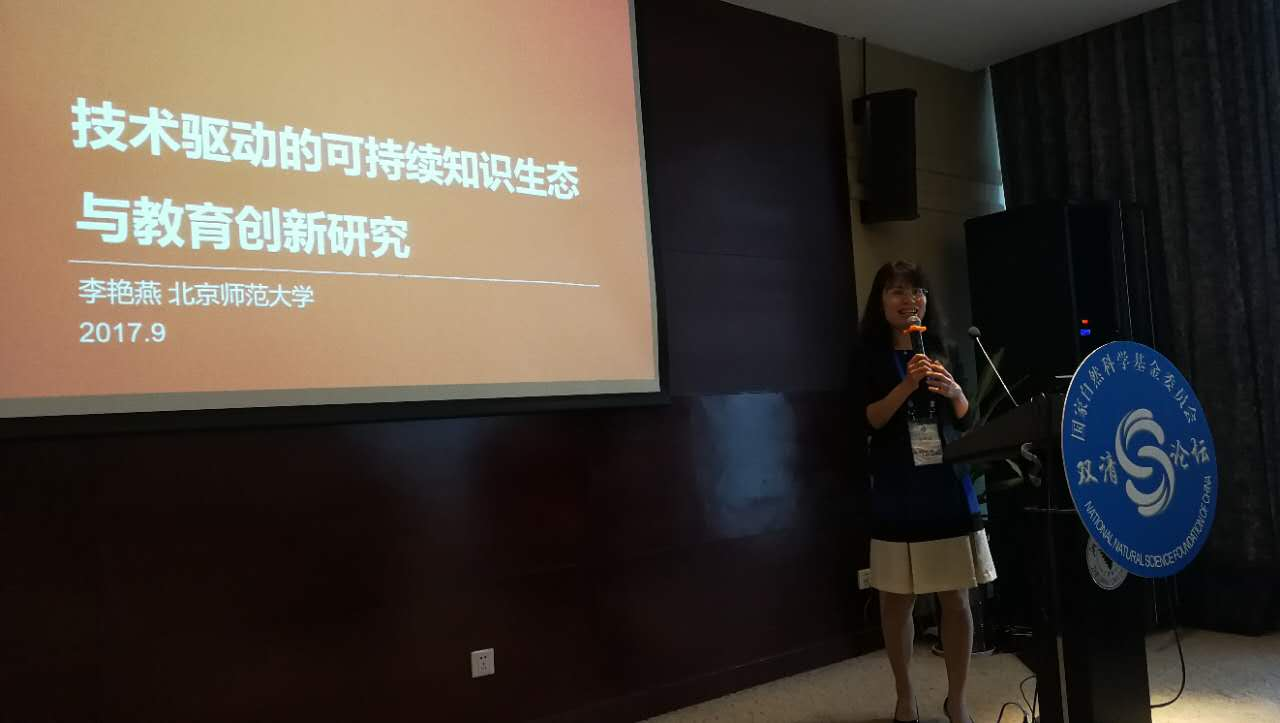 技术驱动的可持续知识生态
与教育创新研究
李艳燕 北京师范大学
2017.9
国家自然科学基金委员会
双清论坛
NATIONAL NATURAL SCIENCE FOUNDATION OF CHINA